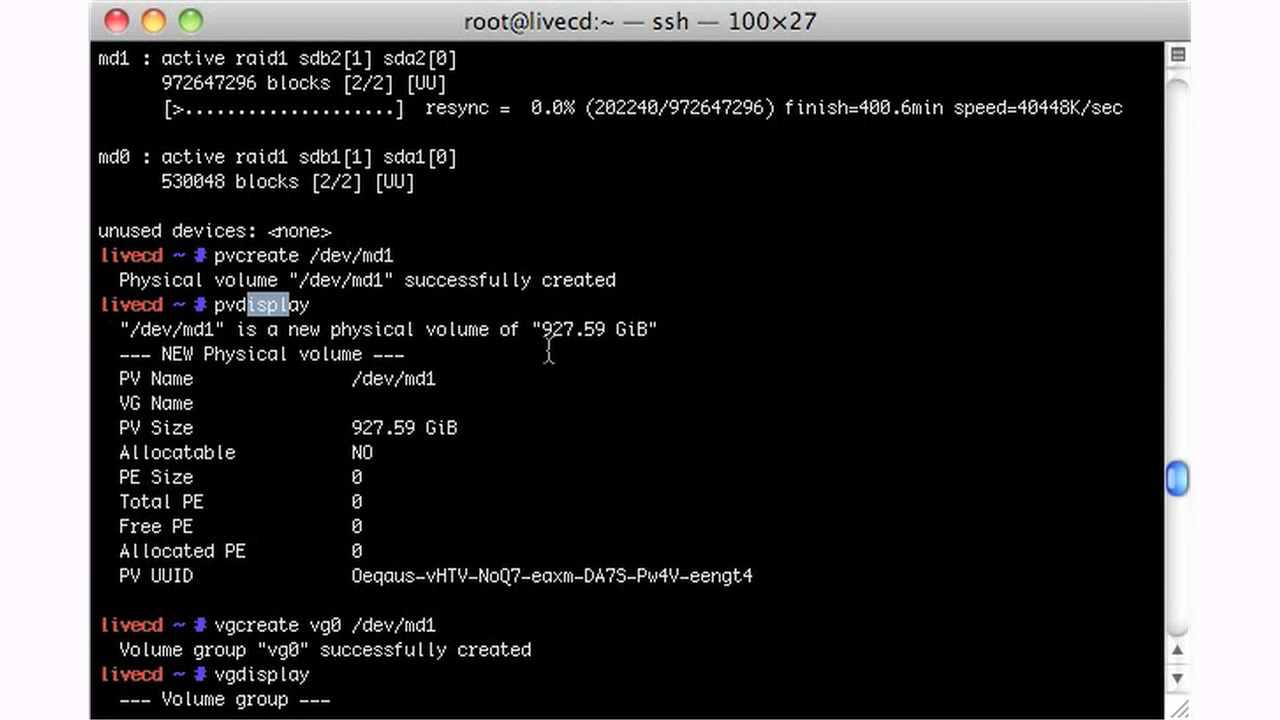 root@livecd:~ — ssh — 100×27
md1 : active raid1 sdb2[1] sda2[0]
972647296 blocks [2/2] [UU]
[>....................]  resync =  0.0% (202240/972647296) finish=400.6min speed=40448K/sec
md0 : active raid1 sdb1[1] sda1[0]
530048 blocks [2/2] [UU]
unused devices: <none>
livecd ~ # pvcreate /dev/md1
Physical volume "/dev/md1" successfully created
livecd ~ # pvdisplay
"/dev/md1" is a new physical volume of "927.59 GiB"
--- NEW Physical volume ---
PV Name               /dev/md1
VG Name
PV Size               927.59 GiB
Allocatable           NO
PE Size               0
Total PE              0
Free PE               0
Allocated PE          0
PV UUID               Oeqaus-vHTV-NoQ7-eaxm-DA7S-Pw4V-eengt4
livecd ~ # vgcreate vg0 /dev/md1
Volume group "vg0" successfully created
livecd ~ # vgdisplay
--- Volume group ---